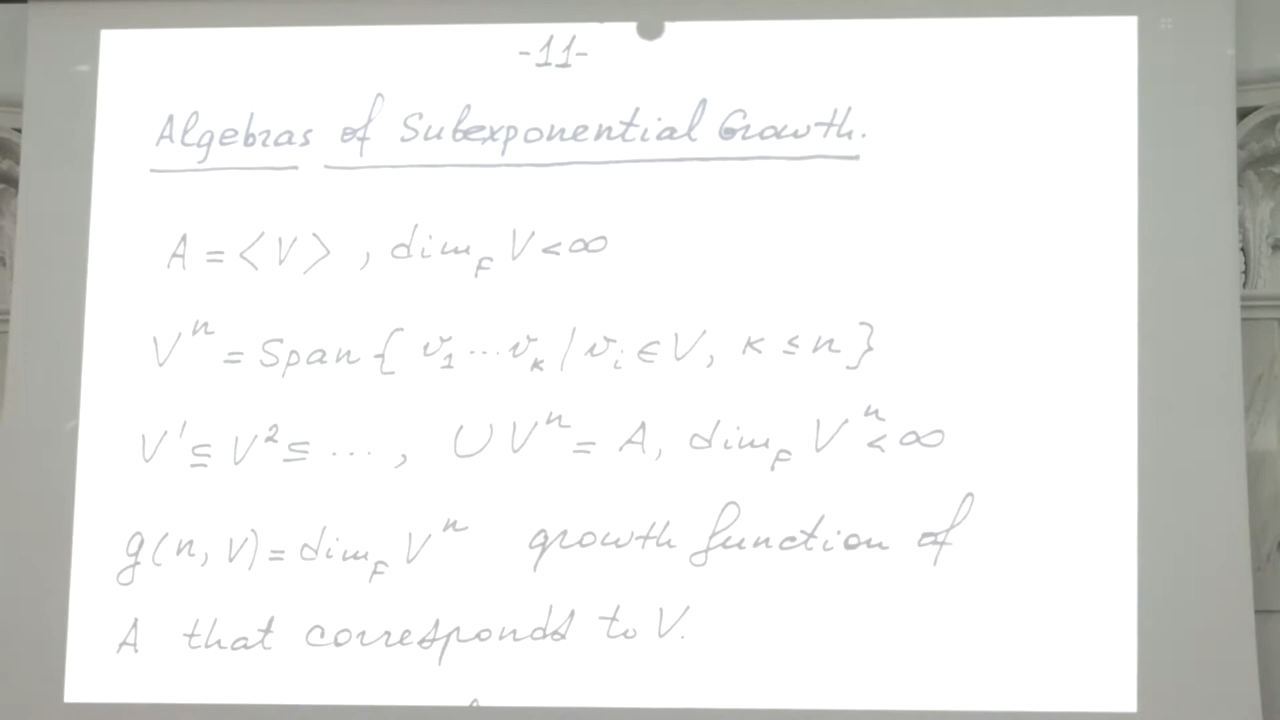 -11-
Algebras of Subexponential Growth.
A = <V>, dim_F V < ∞
V^n = Span { v_1 ... v_k / v_i ∈ V, k ≤ n }
V^1 ⊆ V^2 ⊆ ..., ∪ V^n = A, dim_F V^n < ∞
g(n, V) = dim_F V^n growth function of
A that corresponds to V.